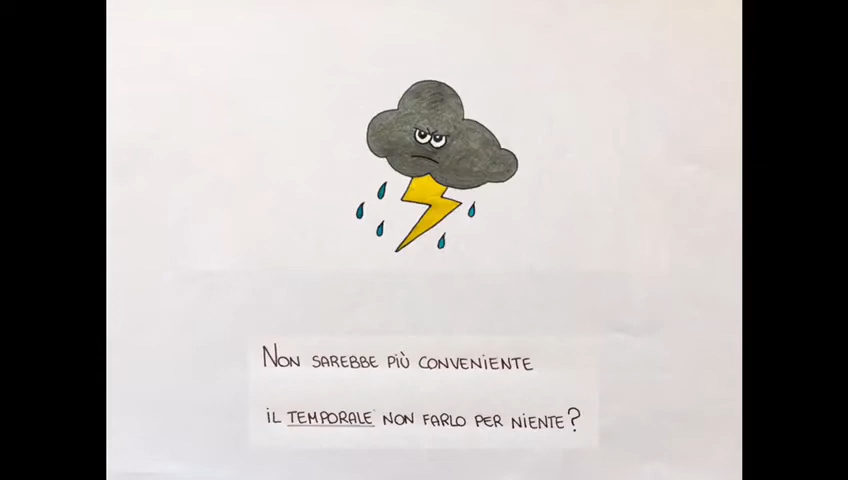 Non sarebbe più conveniente
il temporale non farlo per niente?